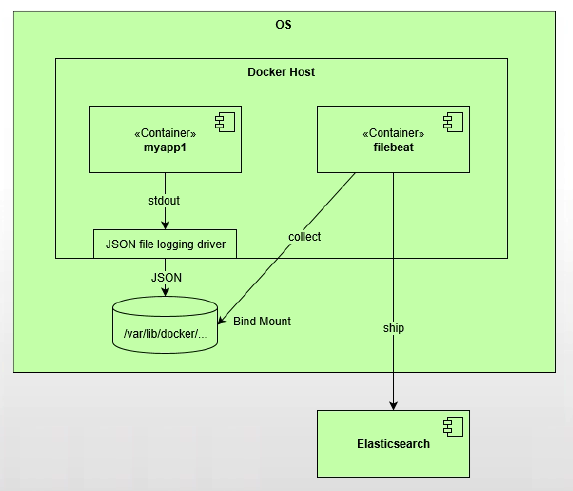 OS
Docker Host
«Container»
myapp1
«Container»
filebeat
stdout
JSON file logging driver
collect
JSON
/var/lib/docker/...
Bind Mount
ship
Elasticsearch